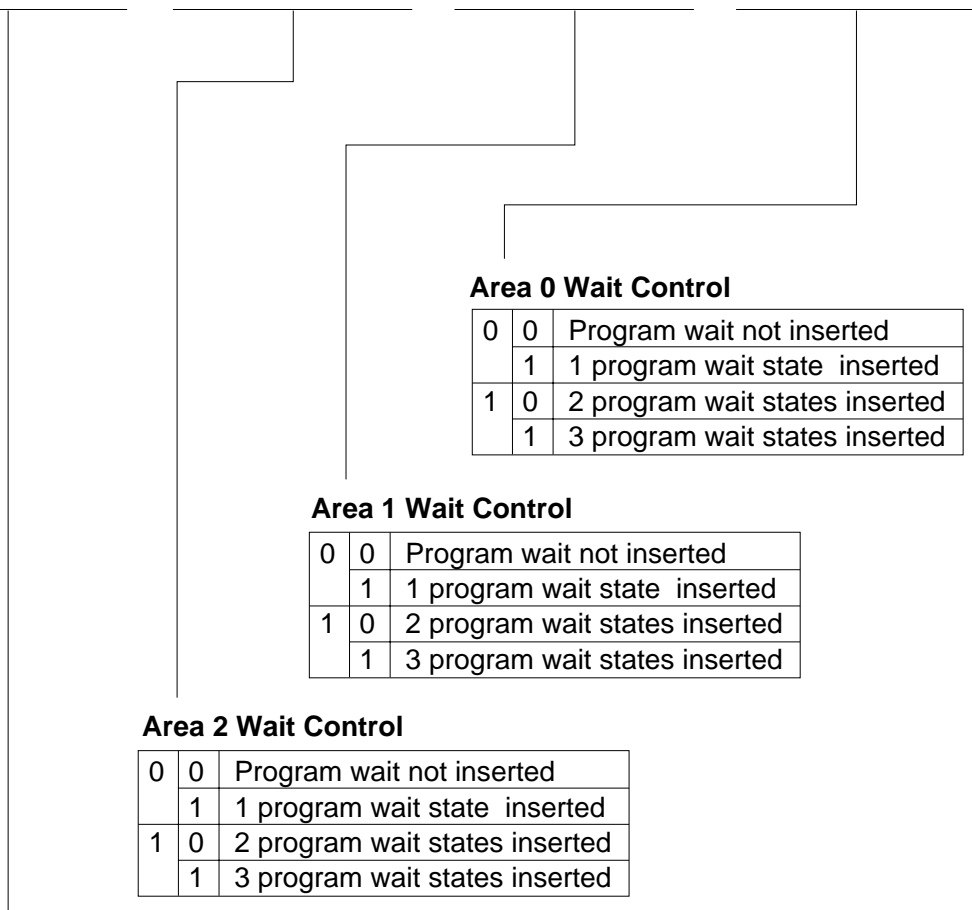 Area 0 Wait Control
0 0 Program wait not inserted
1 1 program wait state inserted
1 0 2 program wait states inserted
1 3 program wait states inserted
Area 1 Wait Control
0 0 Program wait not inserted
1 1 program wait state inserted
1 0 2 program wait states inserted
1 3 program wait states inserted
Area 2 Wait Control
0 0 Program wait not inserted
1 1 program wait state inserted
1 0 2 program wait states inserted
1 3 program wait states inserted